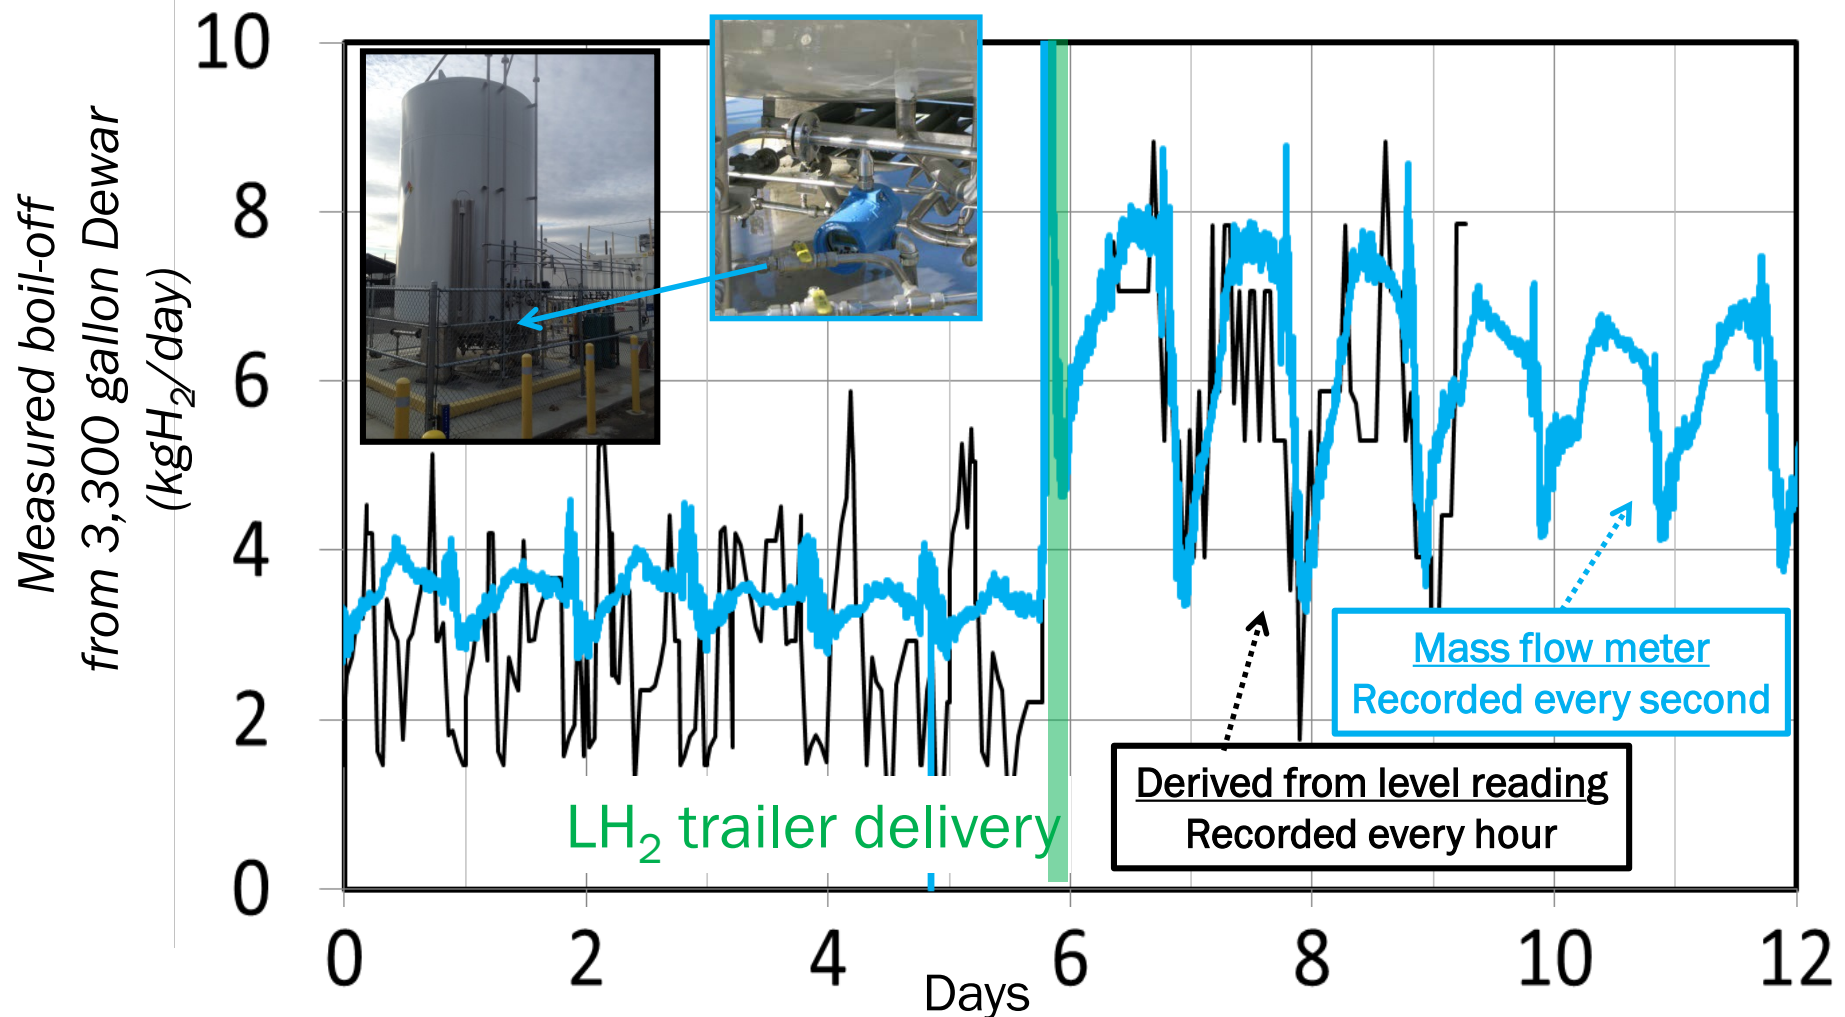 Measured boil-off
from 3,300 gallon Dewar
(kgH2/day)
10
8
6
4
2
0
0
2
4
6
8
10
12
Days
LH2 trailer delivery
Mass flow meter
Recorded every second
Derived from level reading
Recorded every hour